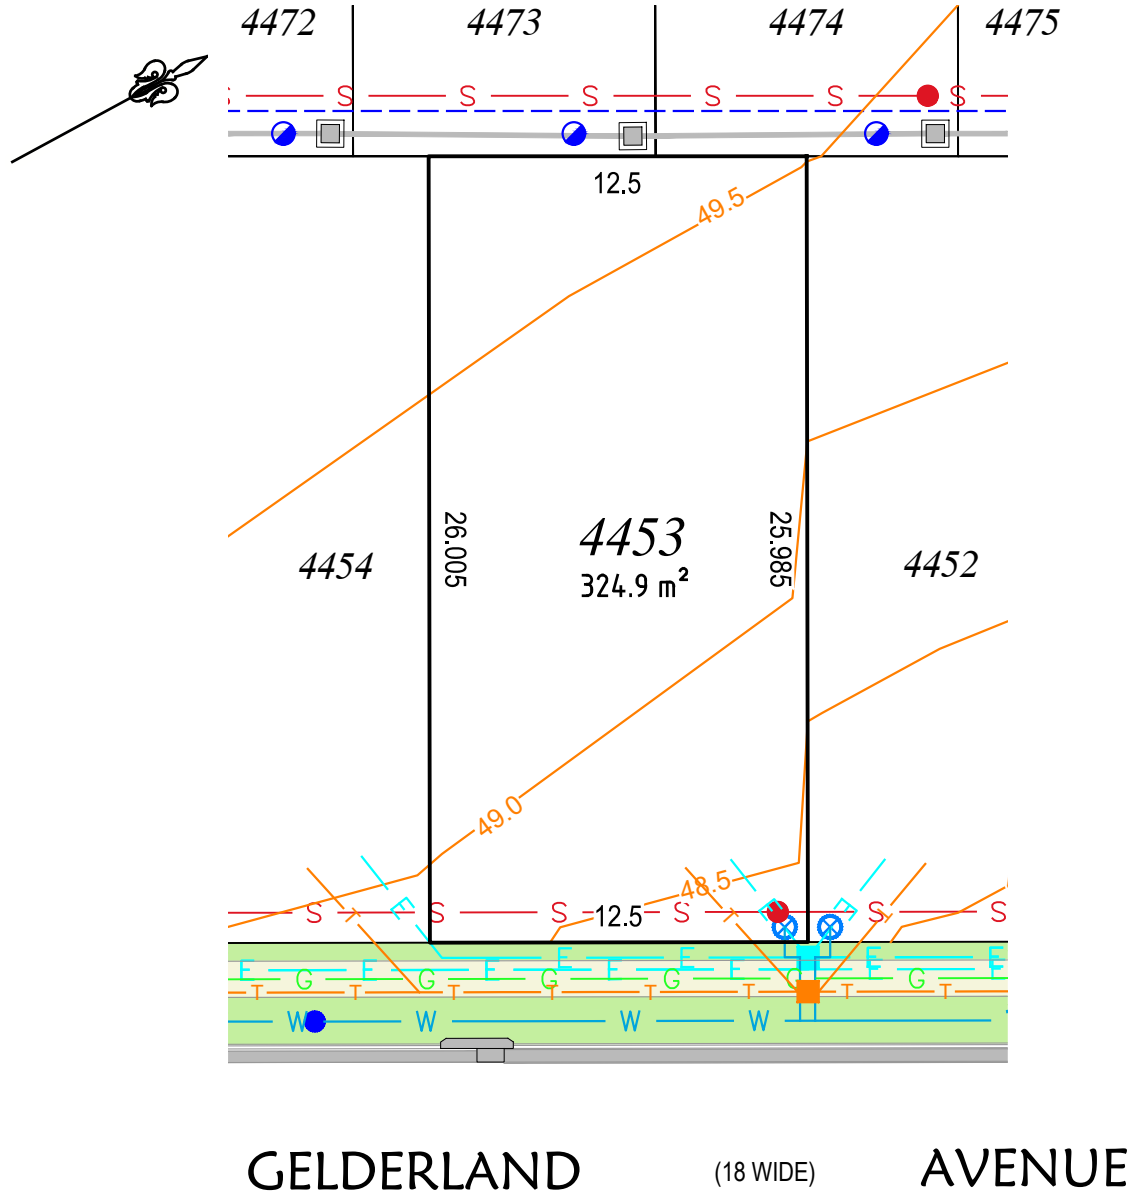 4472 4473 4474 4475
S S S S S S S
12.5
49.5
26.005
4453
25.985
324.9 m²
4454
4452
49.0
48.5
E E
T T T
S S S S 12.5 S S
E E E
E E E E E E E
G G G G G G
T T T T T T T T
W W W W
GELDERLAND (18 WIDE) AVENUE